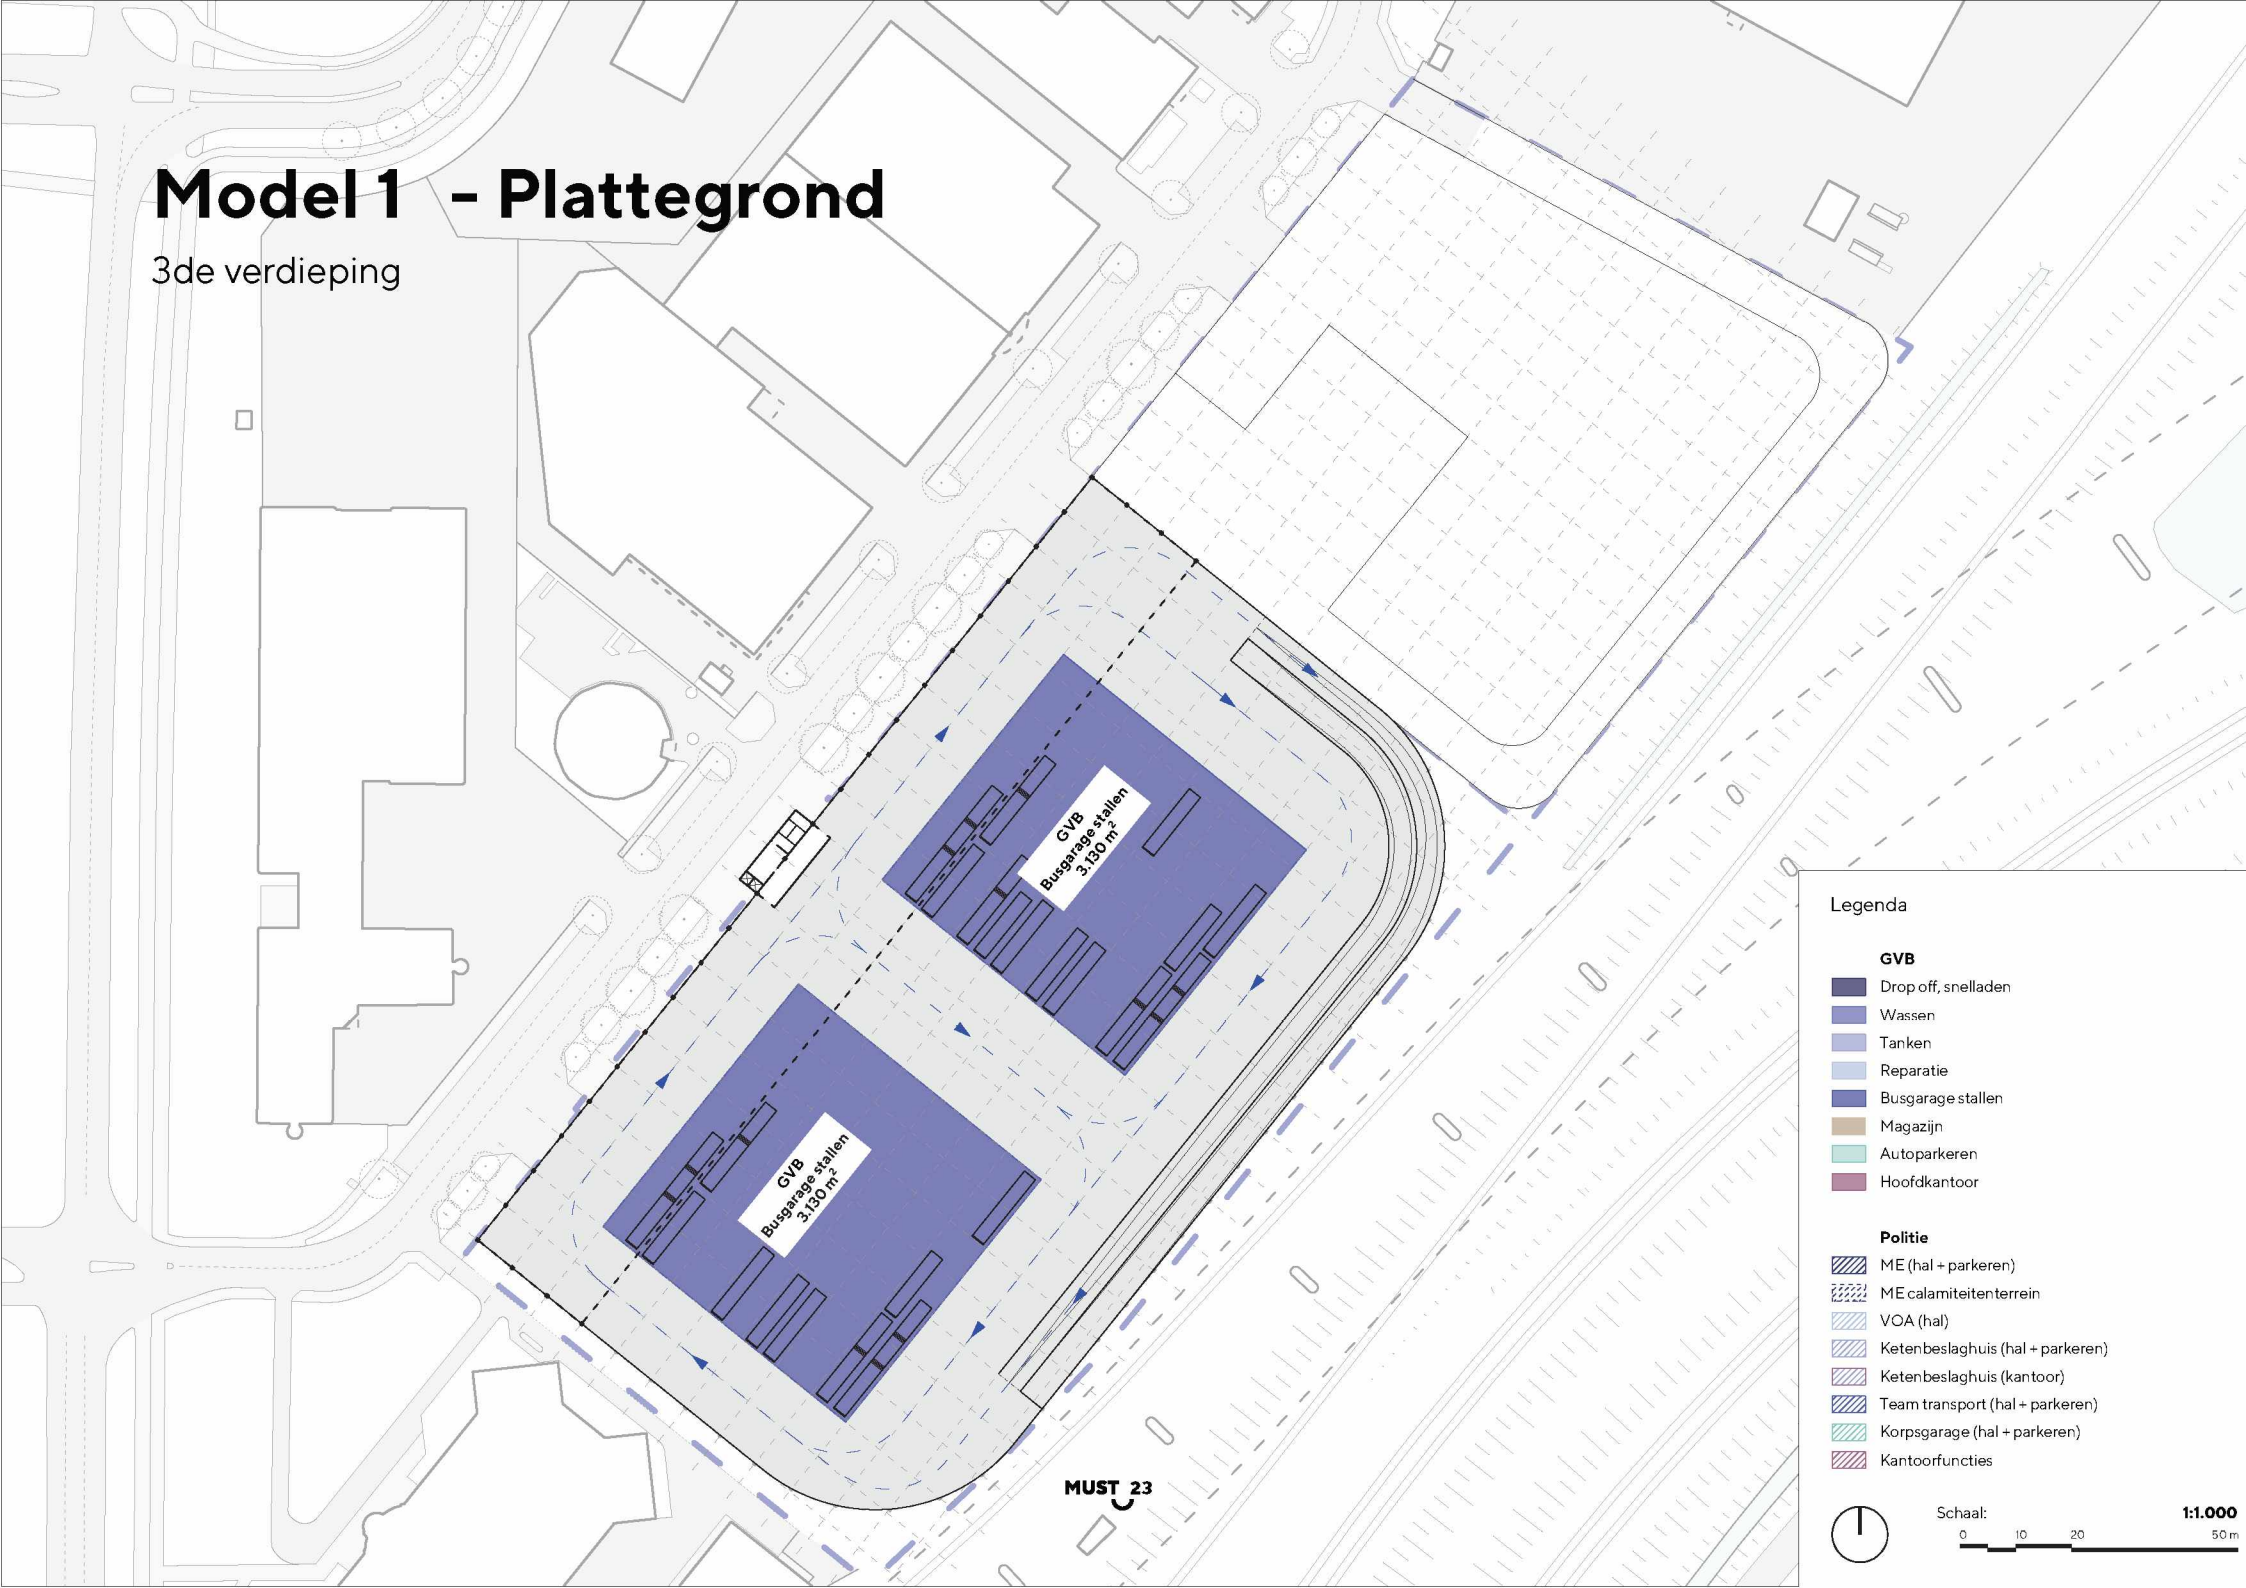 Model 1 - Plattegrond
3de verdieping
GVB
Busgarage stallen
3.130 m²
GVB
Busgarage stallen
3.130 m²
MUST 23
Legenda
GVB
Drop off, snelladen
Wassen
Tanken
Reparatie
Busgarage stallen
Magazijn
Autoparkeren
Hoofdkantoor
Politie
ME (hal + parkeren)
ME calamiteitenterrein
VOA (hal)
Ketenbeslaghuis (hal + parkeren)
Ketenbeslaghuis (kantoor)
Team transport (hal + parkeren)
Korpsgarage (hal + parkeren)
Kantoorfuncties
Schaal: 1:1.000
0 10 20 50 m